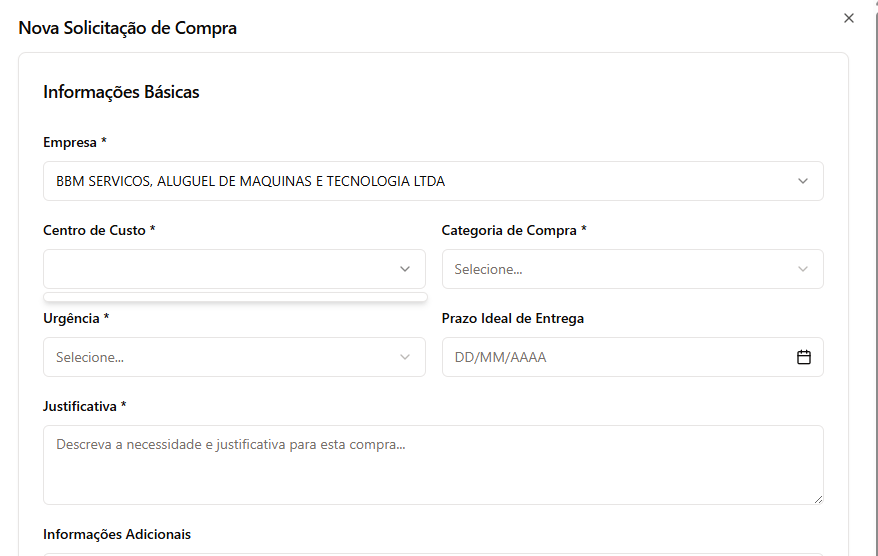 Nova Solicitação de Compra
Informações Básicas
Empresa *
BBM SERVICOS, ALUGUEL DE MAQUINAS E TECNOLOGIA LTDA
Centro de Custo *
Categoria de Compra *
Selecione...
Urgência *
Prazo Ideal de Entrega
Selecione...
DD/MM/AAAA
Justificativa *
Descreva a necessidade e justificativa para esta compra...
Informações Adicionais